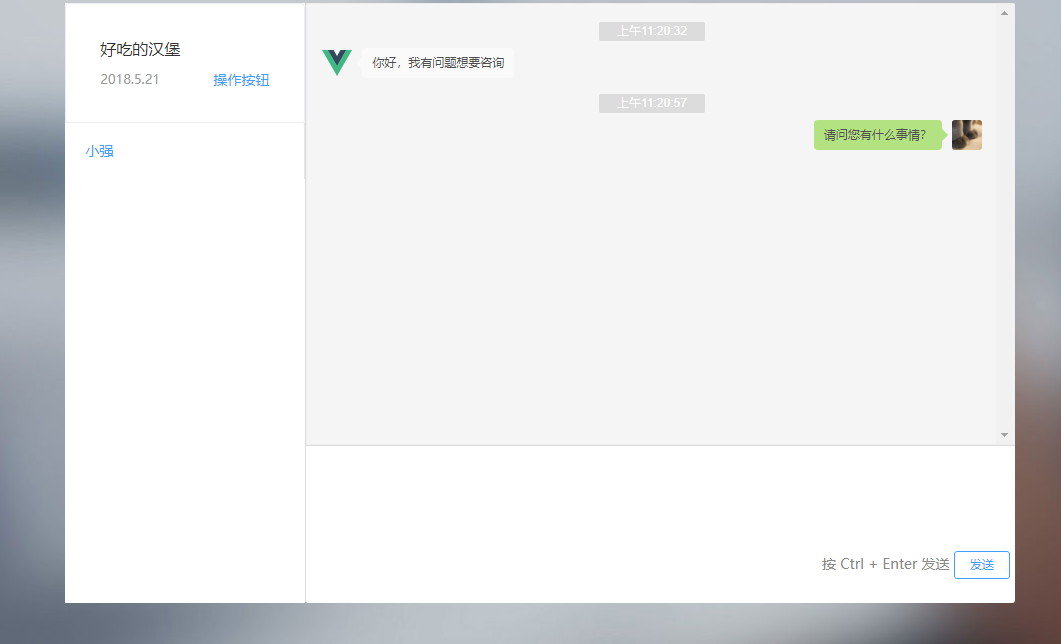 好吃的汉堡
2018.5.21 操作按钮
小强
上午11:20:32
你好，我有问题想要咨询
上午11:20:57
请问您有什么事情？
按 Ctrl + Enter 发送 发送